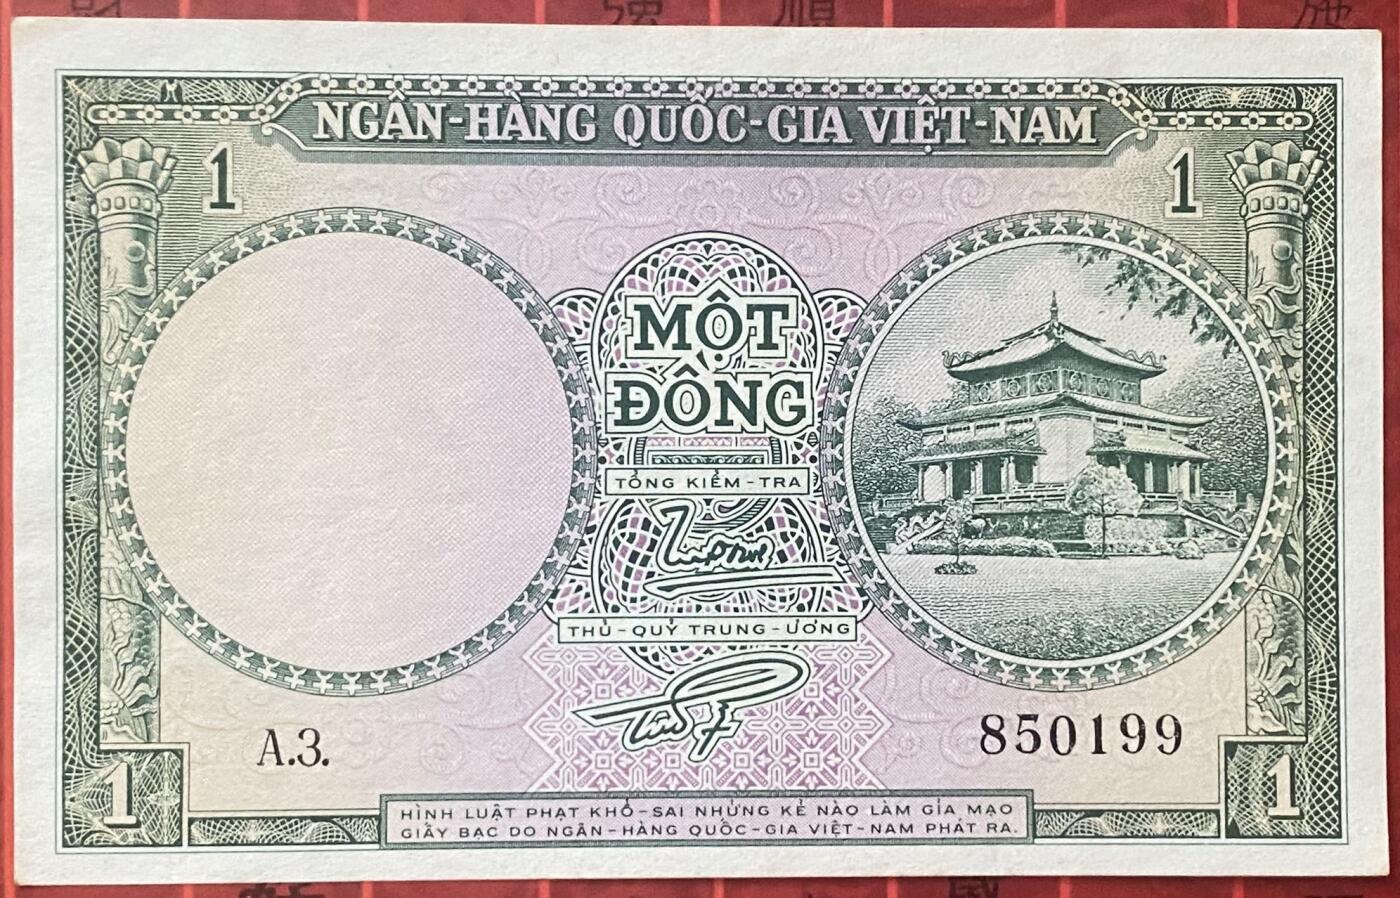 強
順
NGÂN-HÀNG QUỐC-GIA VIỆT-NAM
1
1
MỘT
ĐỒNG
TỔNG KIỂM-TRA
THỦ-QUỸ TRUNG-ƯƠNG
A.3.
850199
1
1
HÌNH LUẬT PHẠT KHỔ-SAI NHỮNG KẺ NÀO LÀM GIẢ MẠO
GIẤY BẠC DO NGÂN-HÀNG QUỐC-GIA VIỆT-NAM PHÁT RA.